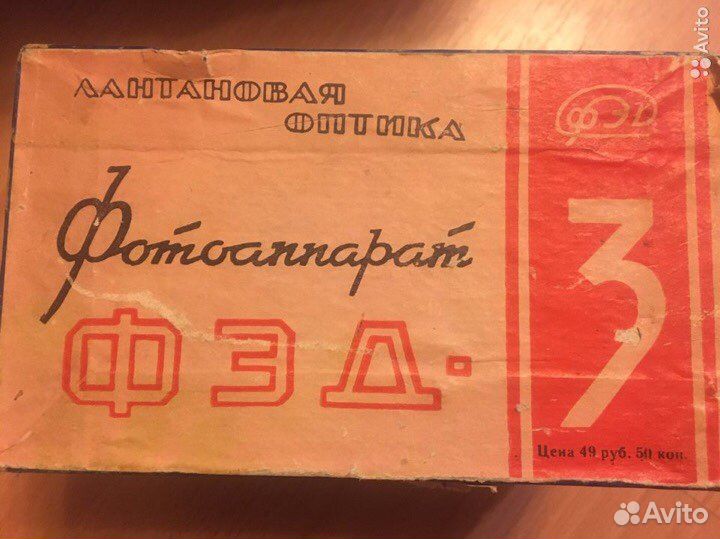 ЛАНТАНОВАЯ
ОПТИКА
Фотоаппарат
ФЭД-
ФЭД
3
Цена 49 руб. 50 коп.
Avito
Avito